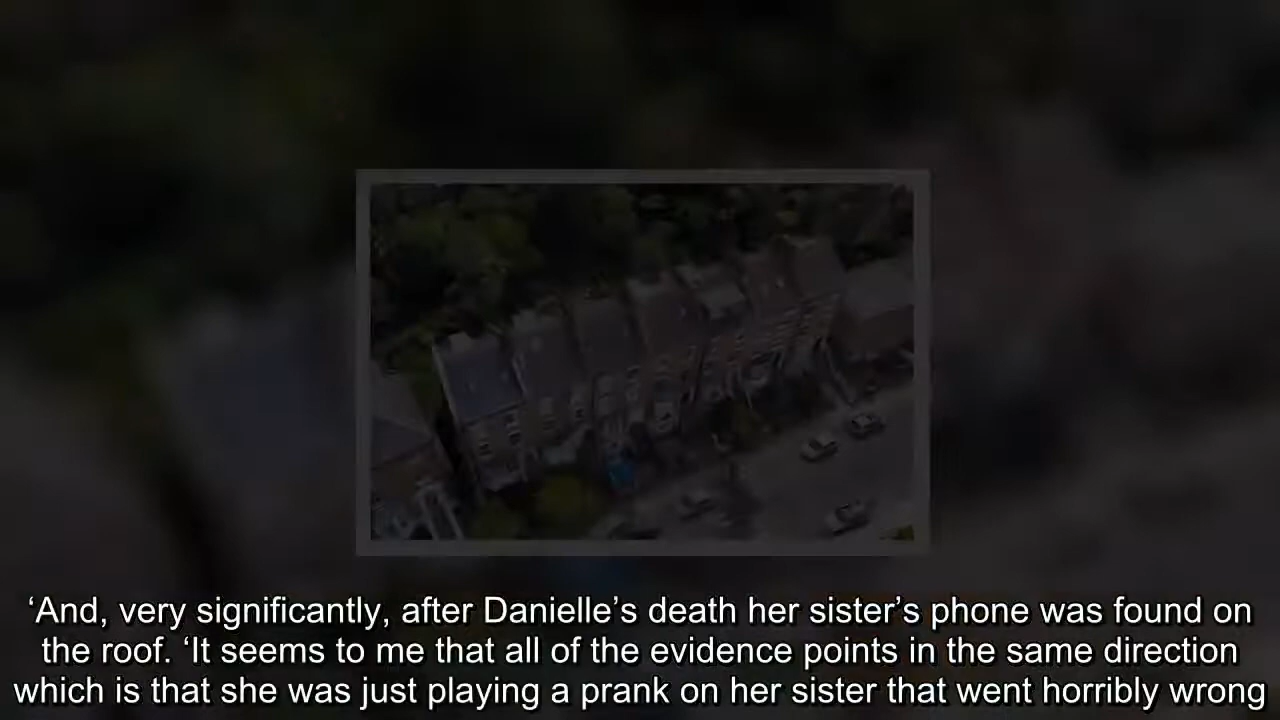 ‘And, very significantly, after Danielle’s death her sister’s phone was found on
the roof. ‘It seems to me that all of the evidence points in the same direction
which is that she was just playing a prank on her sister that went horribly wrong